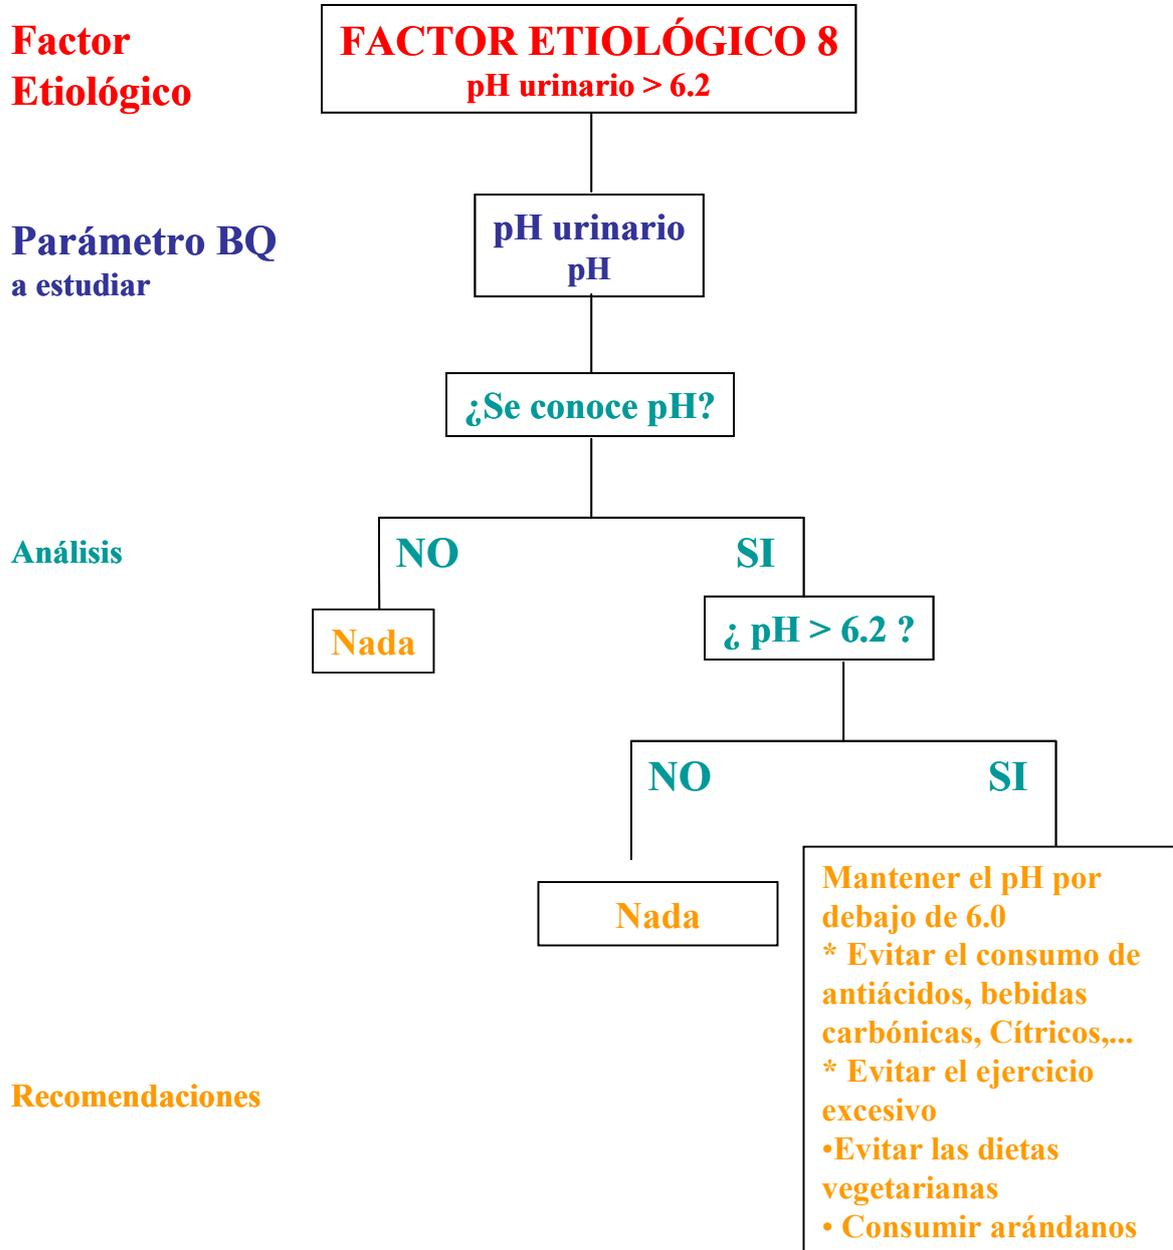 Factor
Etiológico
FACTOR ETIOLÓGICO 8
pH urinario > 6.2
Parámetro BQ
a estudiar
pH urinario
pH
¿Se conoce pH?
Análisis
NO
SI
Nada
¿ pH > 6.2 ?
NO
SI
Nada
Mantener el pH por
debajo de 6.0
* Evitar el consumo de
antiácidos, bebidas
carbónicas, Cítricos,...
* Evitar el ejercicio
excesivo
•Evitar las dietas
vegetarianas
• Consumir arándanos
Recomendaciones